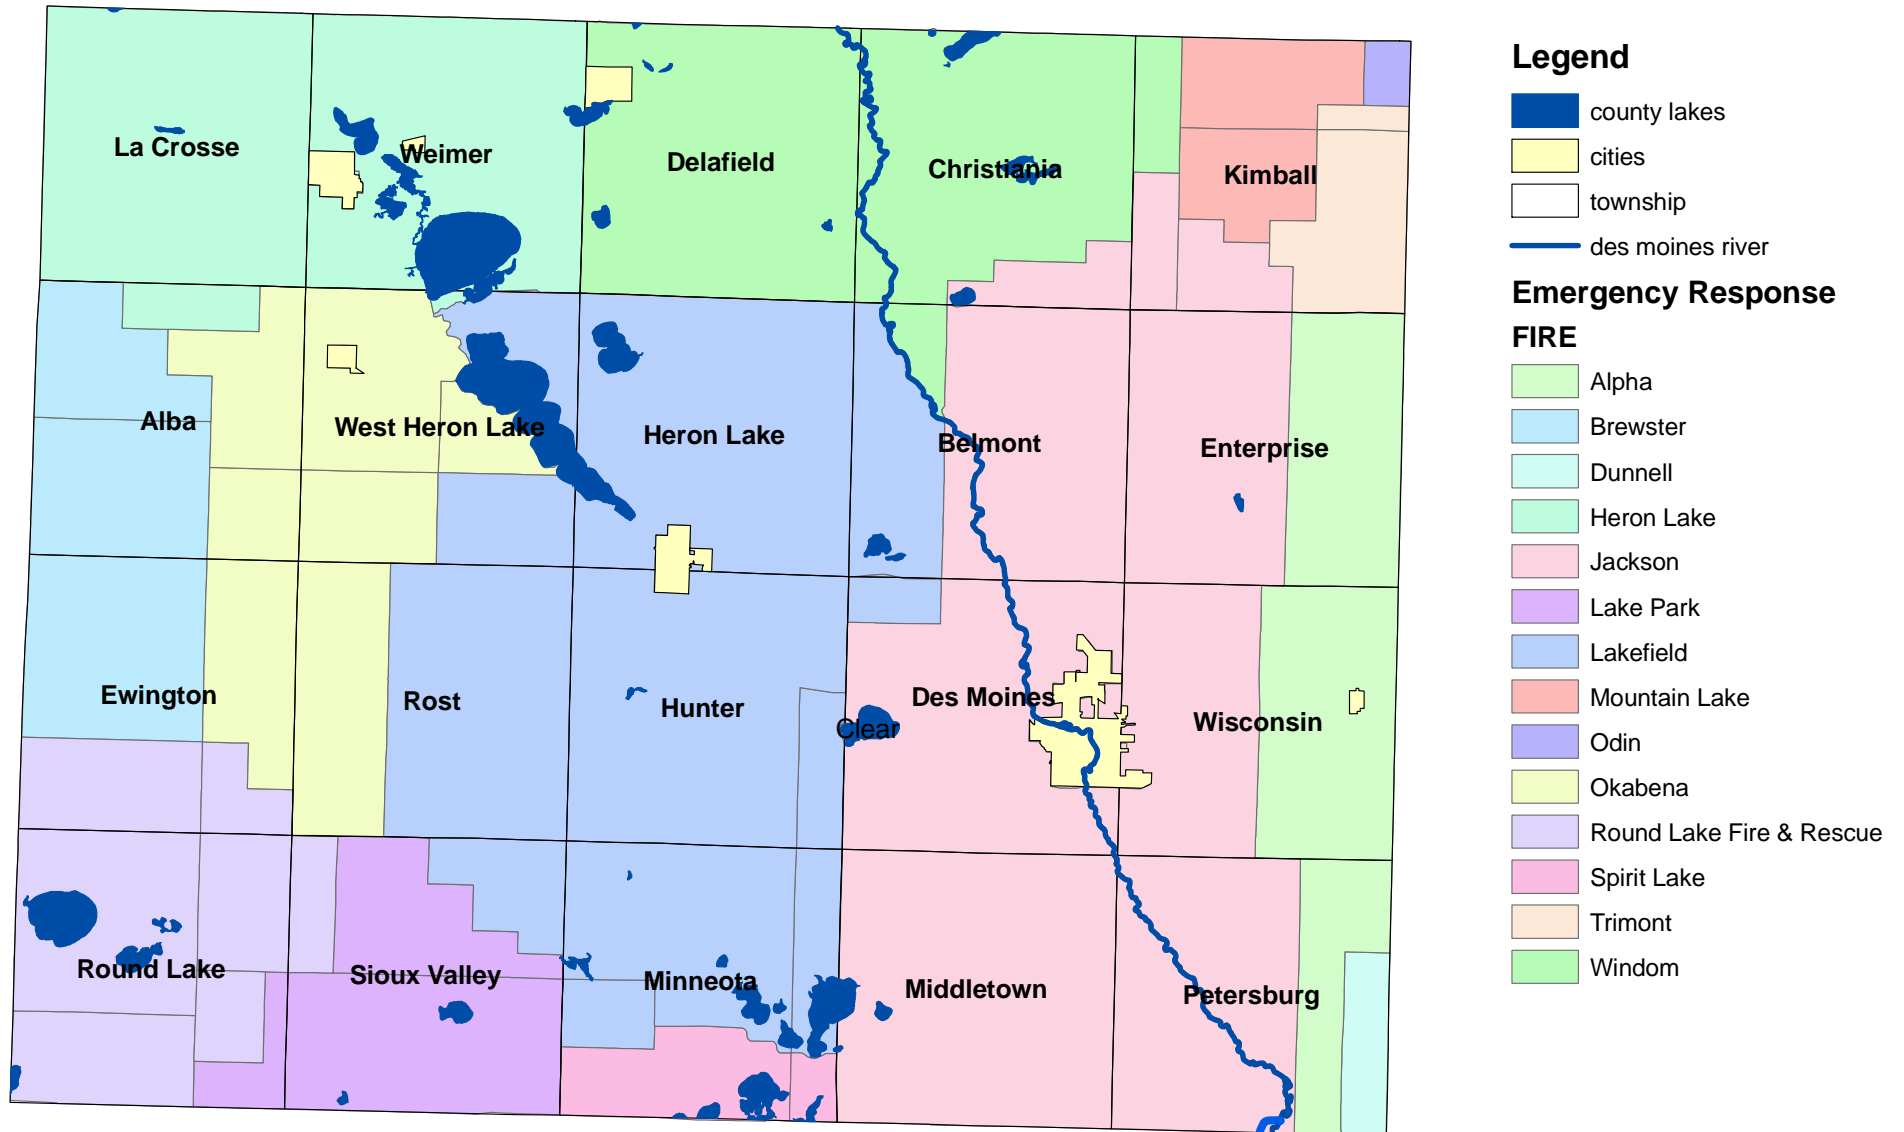 La Crosse
Weimer
Delafield
Christiania
Kimball
Alba
West Heron Lake
Heron Lake
Belmont
Enterprise
Ewington
Rost
Hunter
Clear
Des Moines
Wisconsin
Round Lake
Sioux Valley
Minneota
Middletown
Petersburg
Legend
county lakes
cities
township
des moines river
Emergency Response
FIRE
Alpha
Brewster
Dunnell
Heron Lake
Jackson
Lake Park
Lakefield
Mountain Lake
Odin
Okabena
Round Lake Fire & Rescue
Spirit Lake
Trimont
Windom